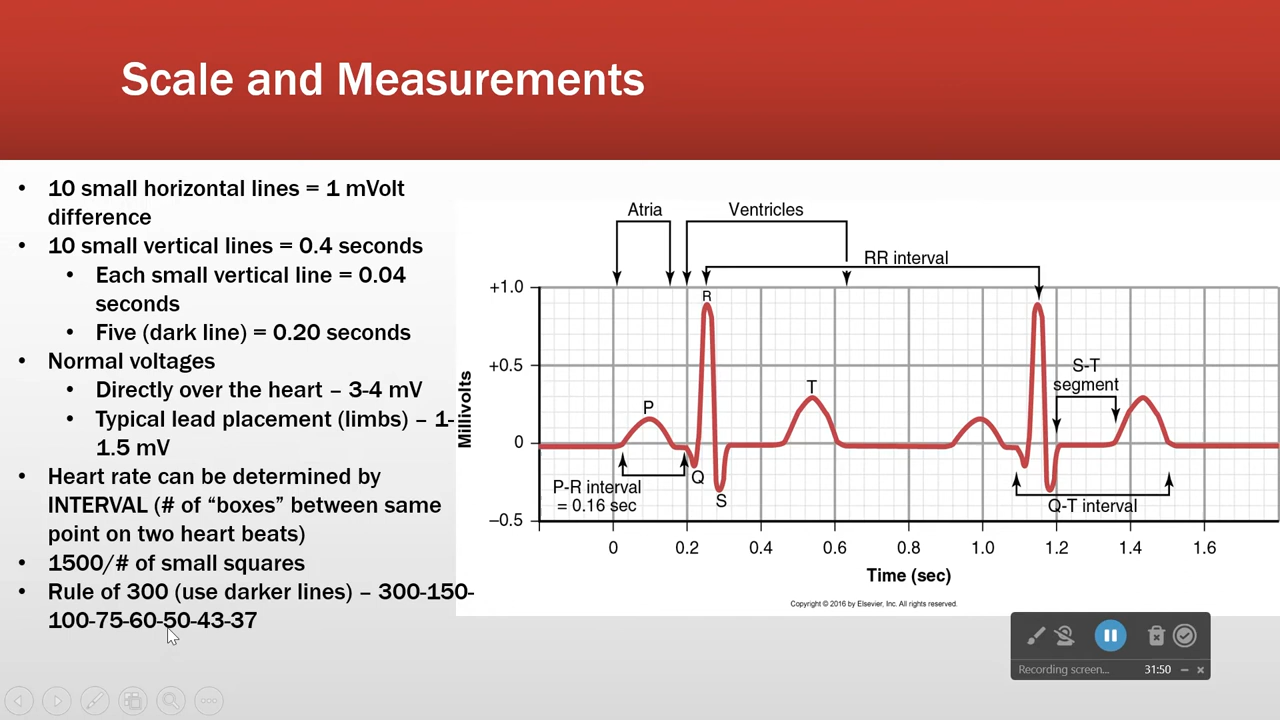 Scale and Measurements
• 10 small horizontal lines = 1 mVolt
difference
• 10 small vertical lines = 0.4 seconds
• Each small vertical line = 0.04
seconds
• Five (dark line) = 0.20 seconds
• Normal voltages
• Directly over the heart – 3-4 mV
• Typical lead placement (limbs) – 1-
1.5 mV
• Heart rate can be determined by
INTERVAL (# of “boxes” between same
point on two heart beats)
• 1500/# of small squares
• Rule of 300 (use darker lines) – 300-150-
100-75-60-50-43-37
Atria
Ventricles
RR interval
+1.0
R
+0.5
S-T
segment
T
P
Millivolts
0
Q
P-R interval
= 0.16 sec
S
Q-T interval
–0.5
0 0.2 0.4 0.6 0.8 1.0 1.2 1.4 1.6
Time (sec)
Copyright © 2016 by Elsevier, Inc. All rights reserved.
Recording screen... 31:50